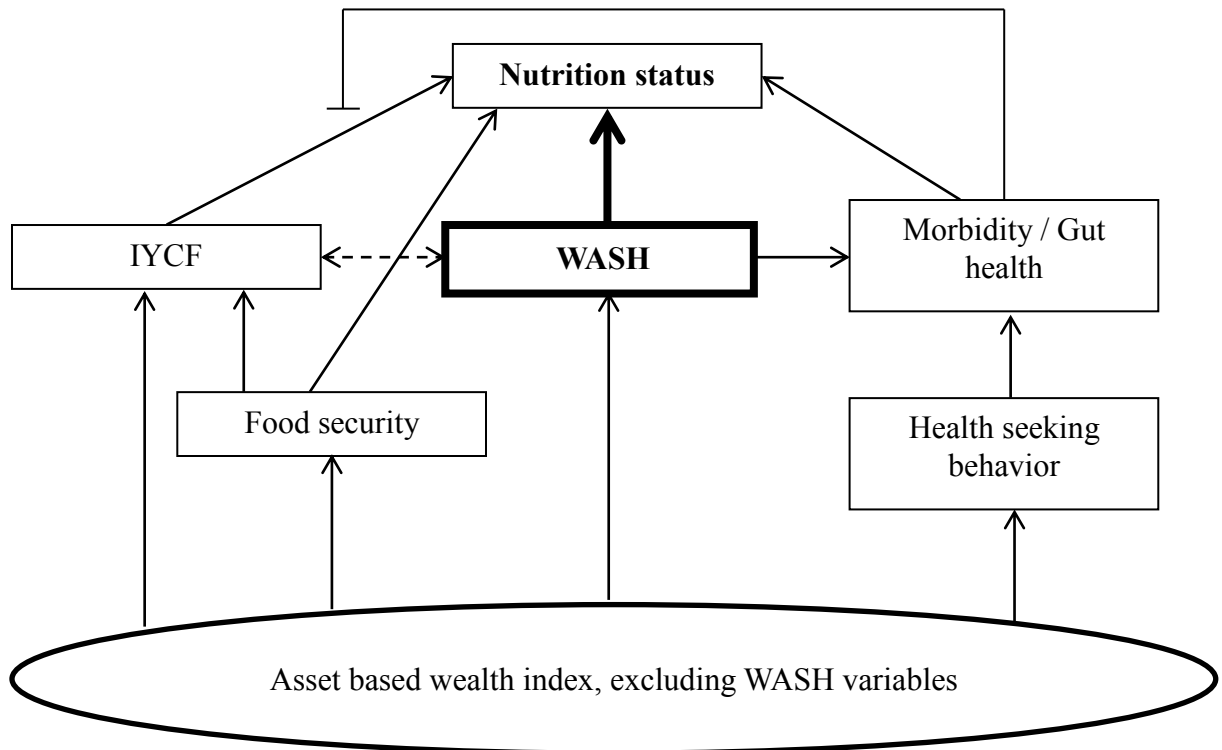 Nutrition status
IYCF
WASH
Morbidity / Gut
health
Food security
Health seeking
behavior
Asset based wealth index, excluding WASH variables